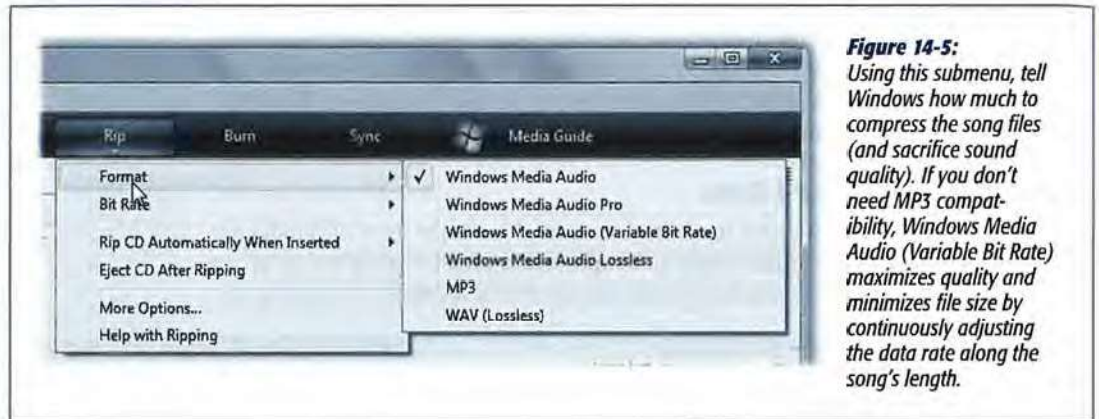 Rip Burn Sync Media Guide
Format
Bit Rate
Rip CD Automatically When Inserted
Eject CD After Ripping
More Options...
Help with Ripping
Windows Media Audio
Windows Media Audio Pro
Windows Media Audio (Variable Bit Rate)
Windows Media Audio Lossless
MP3
WAV (Lossless)
Figure 14-5:
Using this submenu, tell
Windows how much to
compress the song files
(and sacrifice sound
quality). If you don't
need MP3 compat-
ibility, Windows Media
Audio (Variable Bit Rate)
maximizes quality and
minimizes file size by
continuously adjusting
the data rate along the
song's length.